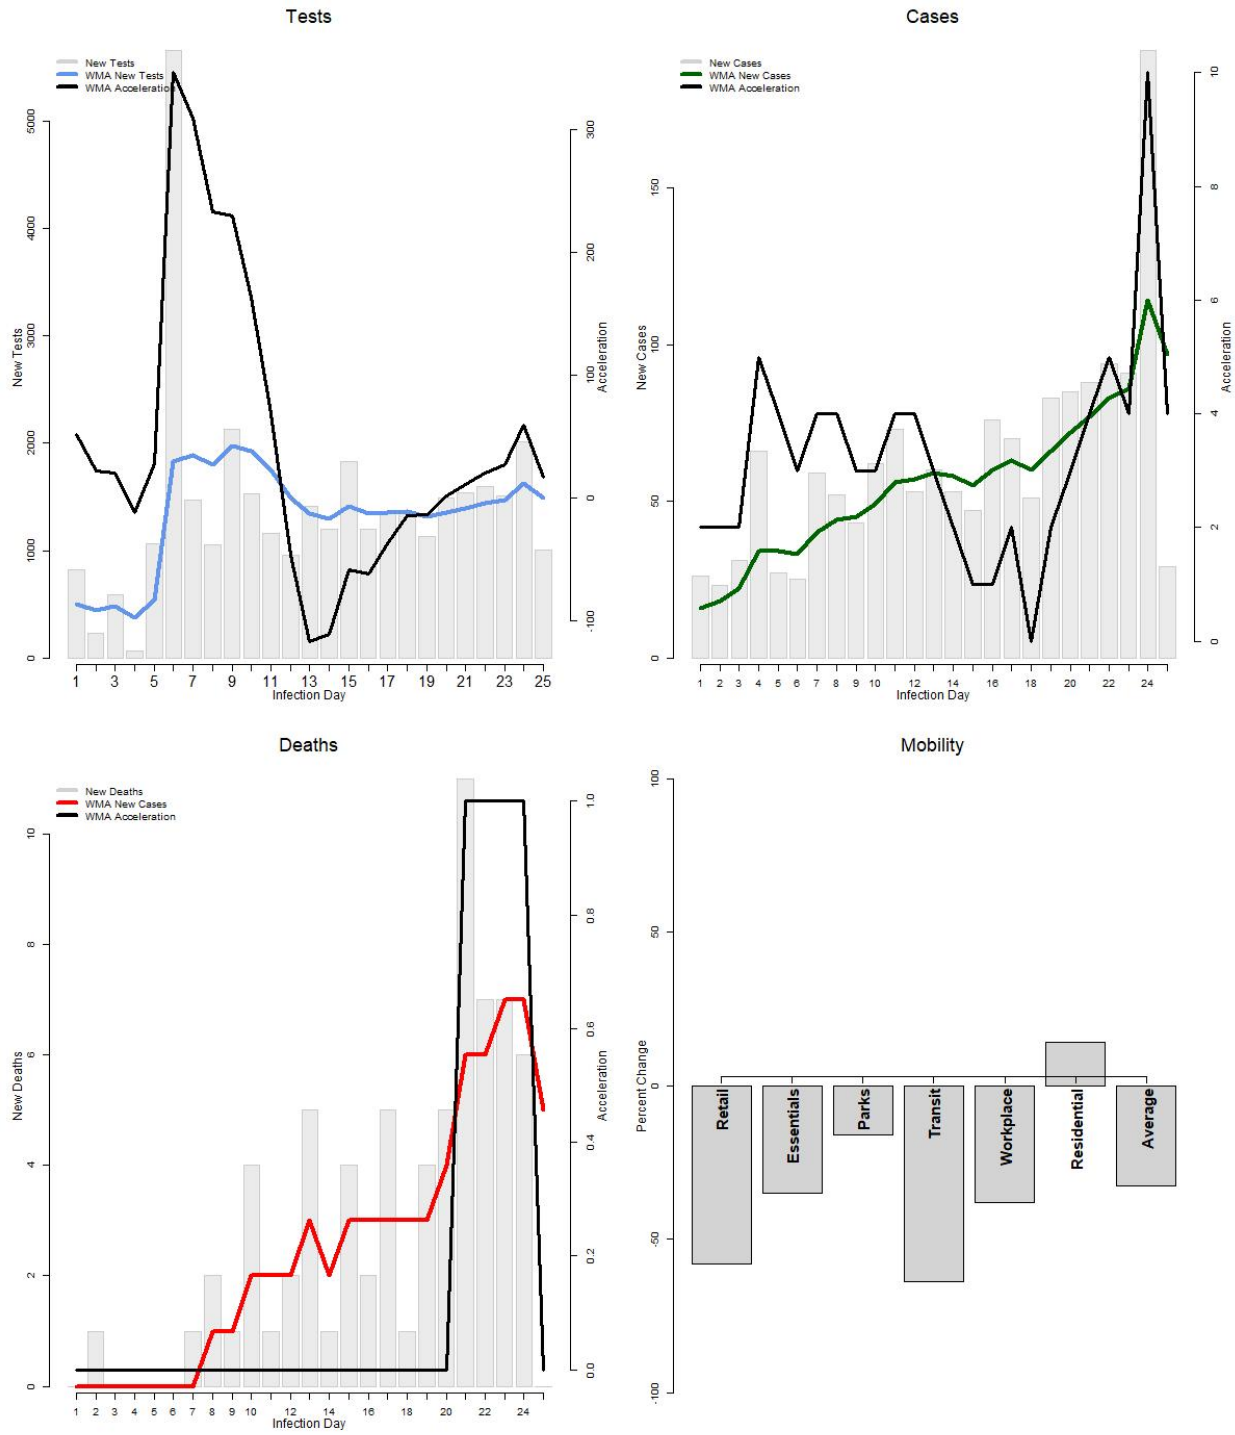 Tests
New Tests
WMA New Tests
WMA Acceleration
5000
4000
3000
2000
1000
0
New Tests
300
200
100
0
-100
Acceleration
1 3 5 7 9 11 13 15 17 19 21 23 25
Infection Day
Cases
New Cases
WMA New Cases
WMA Acceleration
150
100
50
0
New Cases
10
8
6
4
2
0
Acceleration
1 2 3 4 5 6 7 8 9 10 12 14 16 18 20 22 24
Infection Day
Deaths
New Deaths
WMA New Cases
WMA Acceleration
10
8
6
4
2
0
New Deaths
1.0
0.8
0.6
0.4
0.2
0.0
Acceleration
1 2 3 4 5 6 7 8 9 10 12 14 16 18 20 22 24
Infection Day
Mobility
100
50
0
-50
-100
Percent Change
Retail
Essentials
Parks
Transit
Workplace
Residential
Average